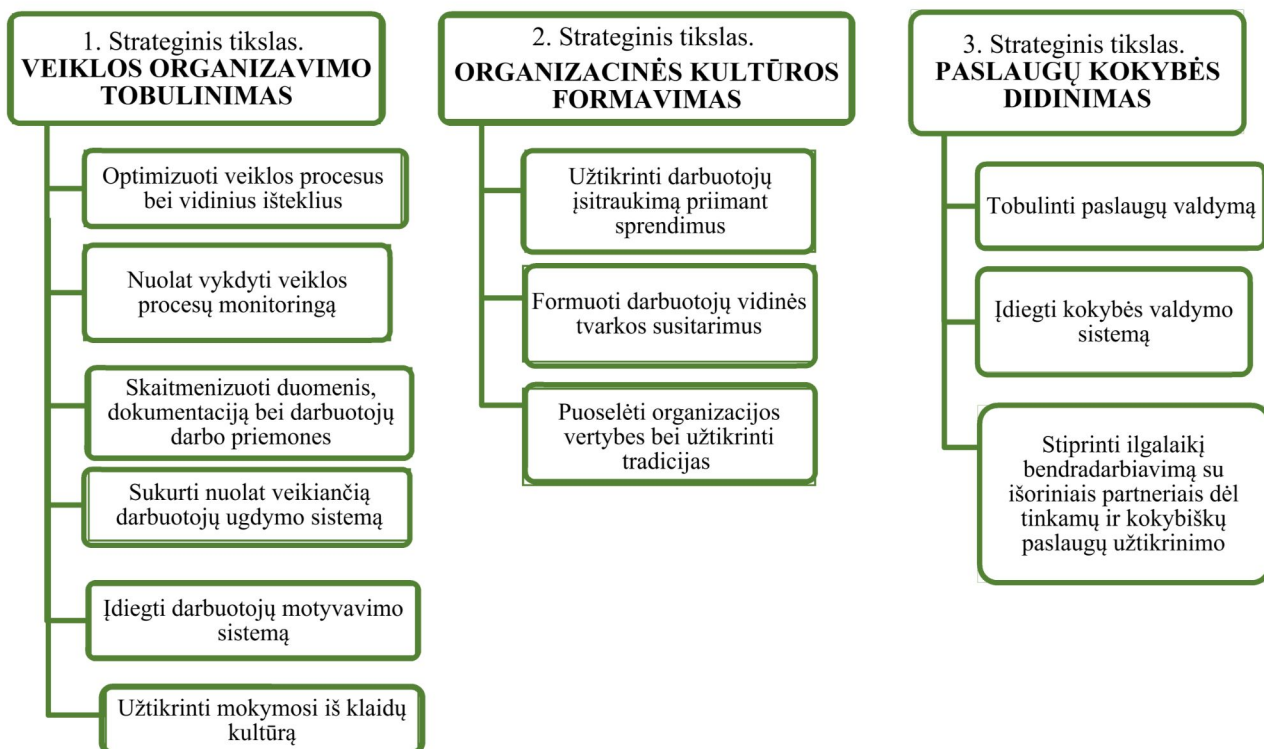 1. Strateginis tikslas.
VEIKLOS ORGANIZAVIMO
TOBULINIMAS
Optimizuoti veiklos procesus
bei vidinius išteklius
Nuolat vykdyti veiklos
procesų monitoringą
Skaitmenizuoti duomenis,
dokumentaciją bei darbuotojų
darbo priemones
Sukurti nuolat veikiančią
darbuotojų ugdymo sistemą
Įdiegti darbuotojų motyvavimo
sistemą
Užtikrinti mokymosi iš klaidų
kultūrą
2. Strateginis tikslas.
ORGANIZACINĖS KULTŪROS
FORMAVIMAS
Užtikrinti darbuotojų
įsitraukimą priimant
sprendimus
Formuoti darbuotojų vidinės
tvarkos susitarimus
Puoselėti organizacijos
vertybes bei užtikrinti
tradicijas
3. Strateginis tikslas.
PASLAUGŲ KOKYBĖS
DIDINIMAS
Tobulinti paslaugų valdymą
Įdiegti kokybės valdymo
sistemą
Stiprinti ilgalaikį
bendradarbiavimą su
išoriniais partneriais dėl
tinkamų ir kokybiškų
paslaugų užtikrinimo